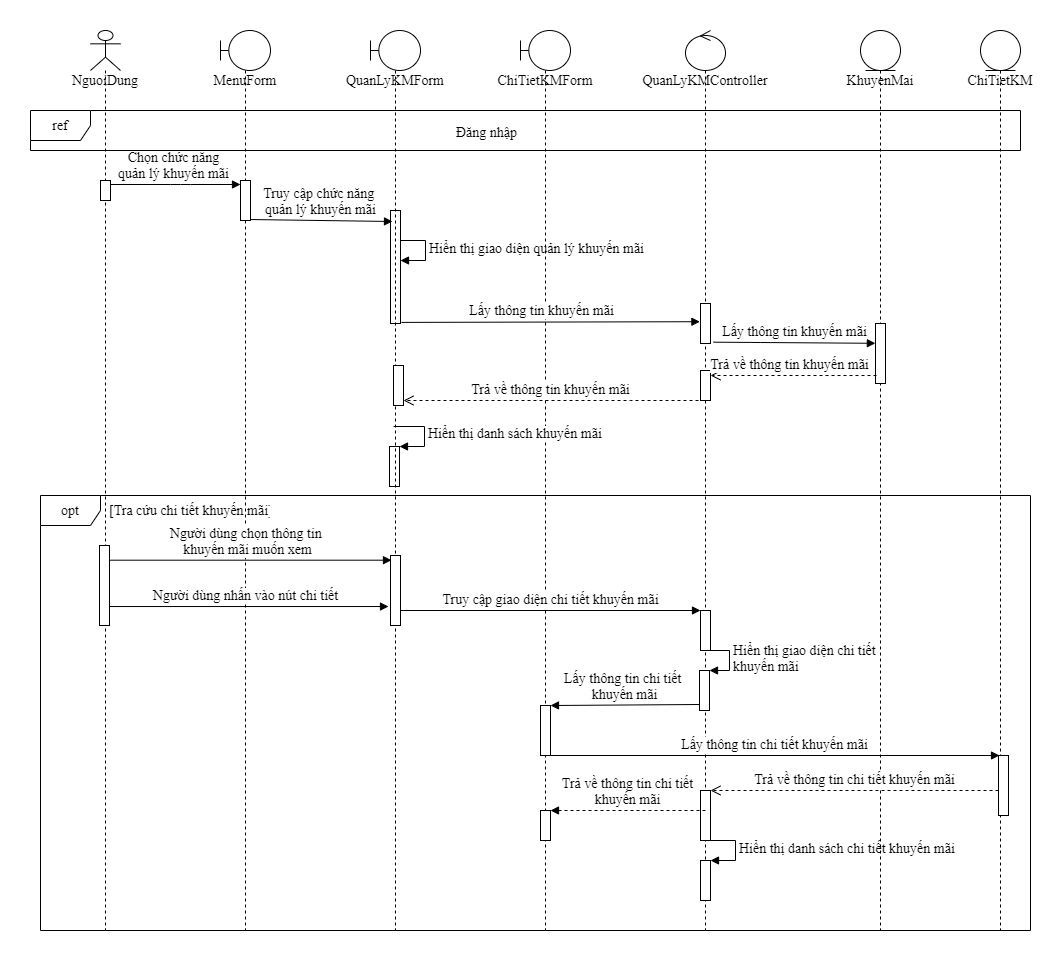 NguoiDung
MenuForm
QuanLyKMForm
ChiTietKMForm
QuanLyKMController
KhuyenMai
ChiTietKM
ref
Đăng nhập
Chọn chức năng
quản lý khuyến mãi
Truy cập chức năng
quản lý khuyến mãi
Hiển thị giao diện quản lý khuyến mãi
Lấy thông tin khuyến mãi
Lấy thông tin khuyến mãi
Trả về thông tin khuyến mãi
Trả về thông tin khuyến mãi
Hiển thị danh sách khuyến mãi
opt
[Tra cứu chi tiết khuyến mãi]
Người dùng chọn thông tin
khuyến mãi muốn xem
Người dùng nhấn vào nút chi tiết
Truy cập giao diện chi tiết khuyến mãi
Hiển thị giao diện chi tiết
khuyến mãi
Lấy thông tin chi tiết
khuyến mãi
Lấy thông tin chi tiết khuyến mãi
Trả về thông tin chi tiết khuyến mãi
Trả về thông tin chi tiết
khuyến mãi
Hiển thị danh sách chi tiết khuyến mãi